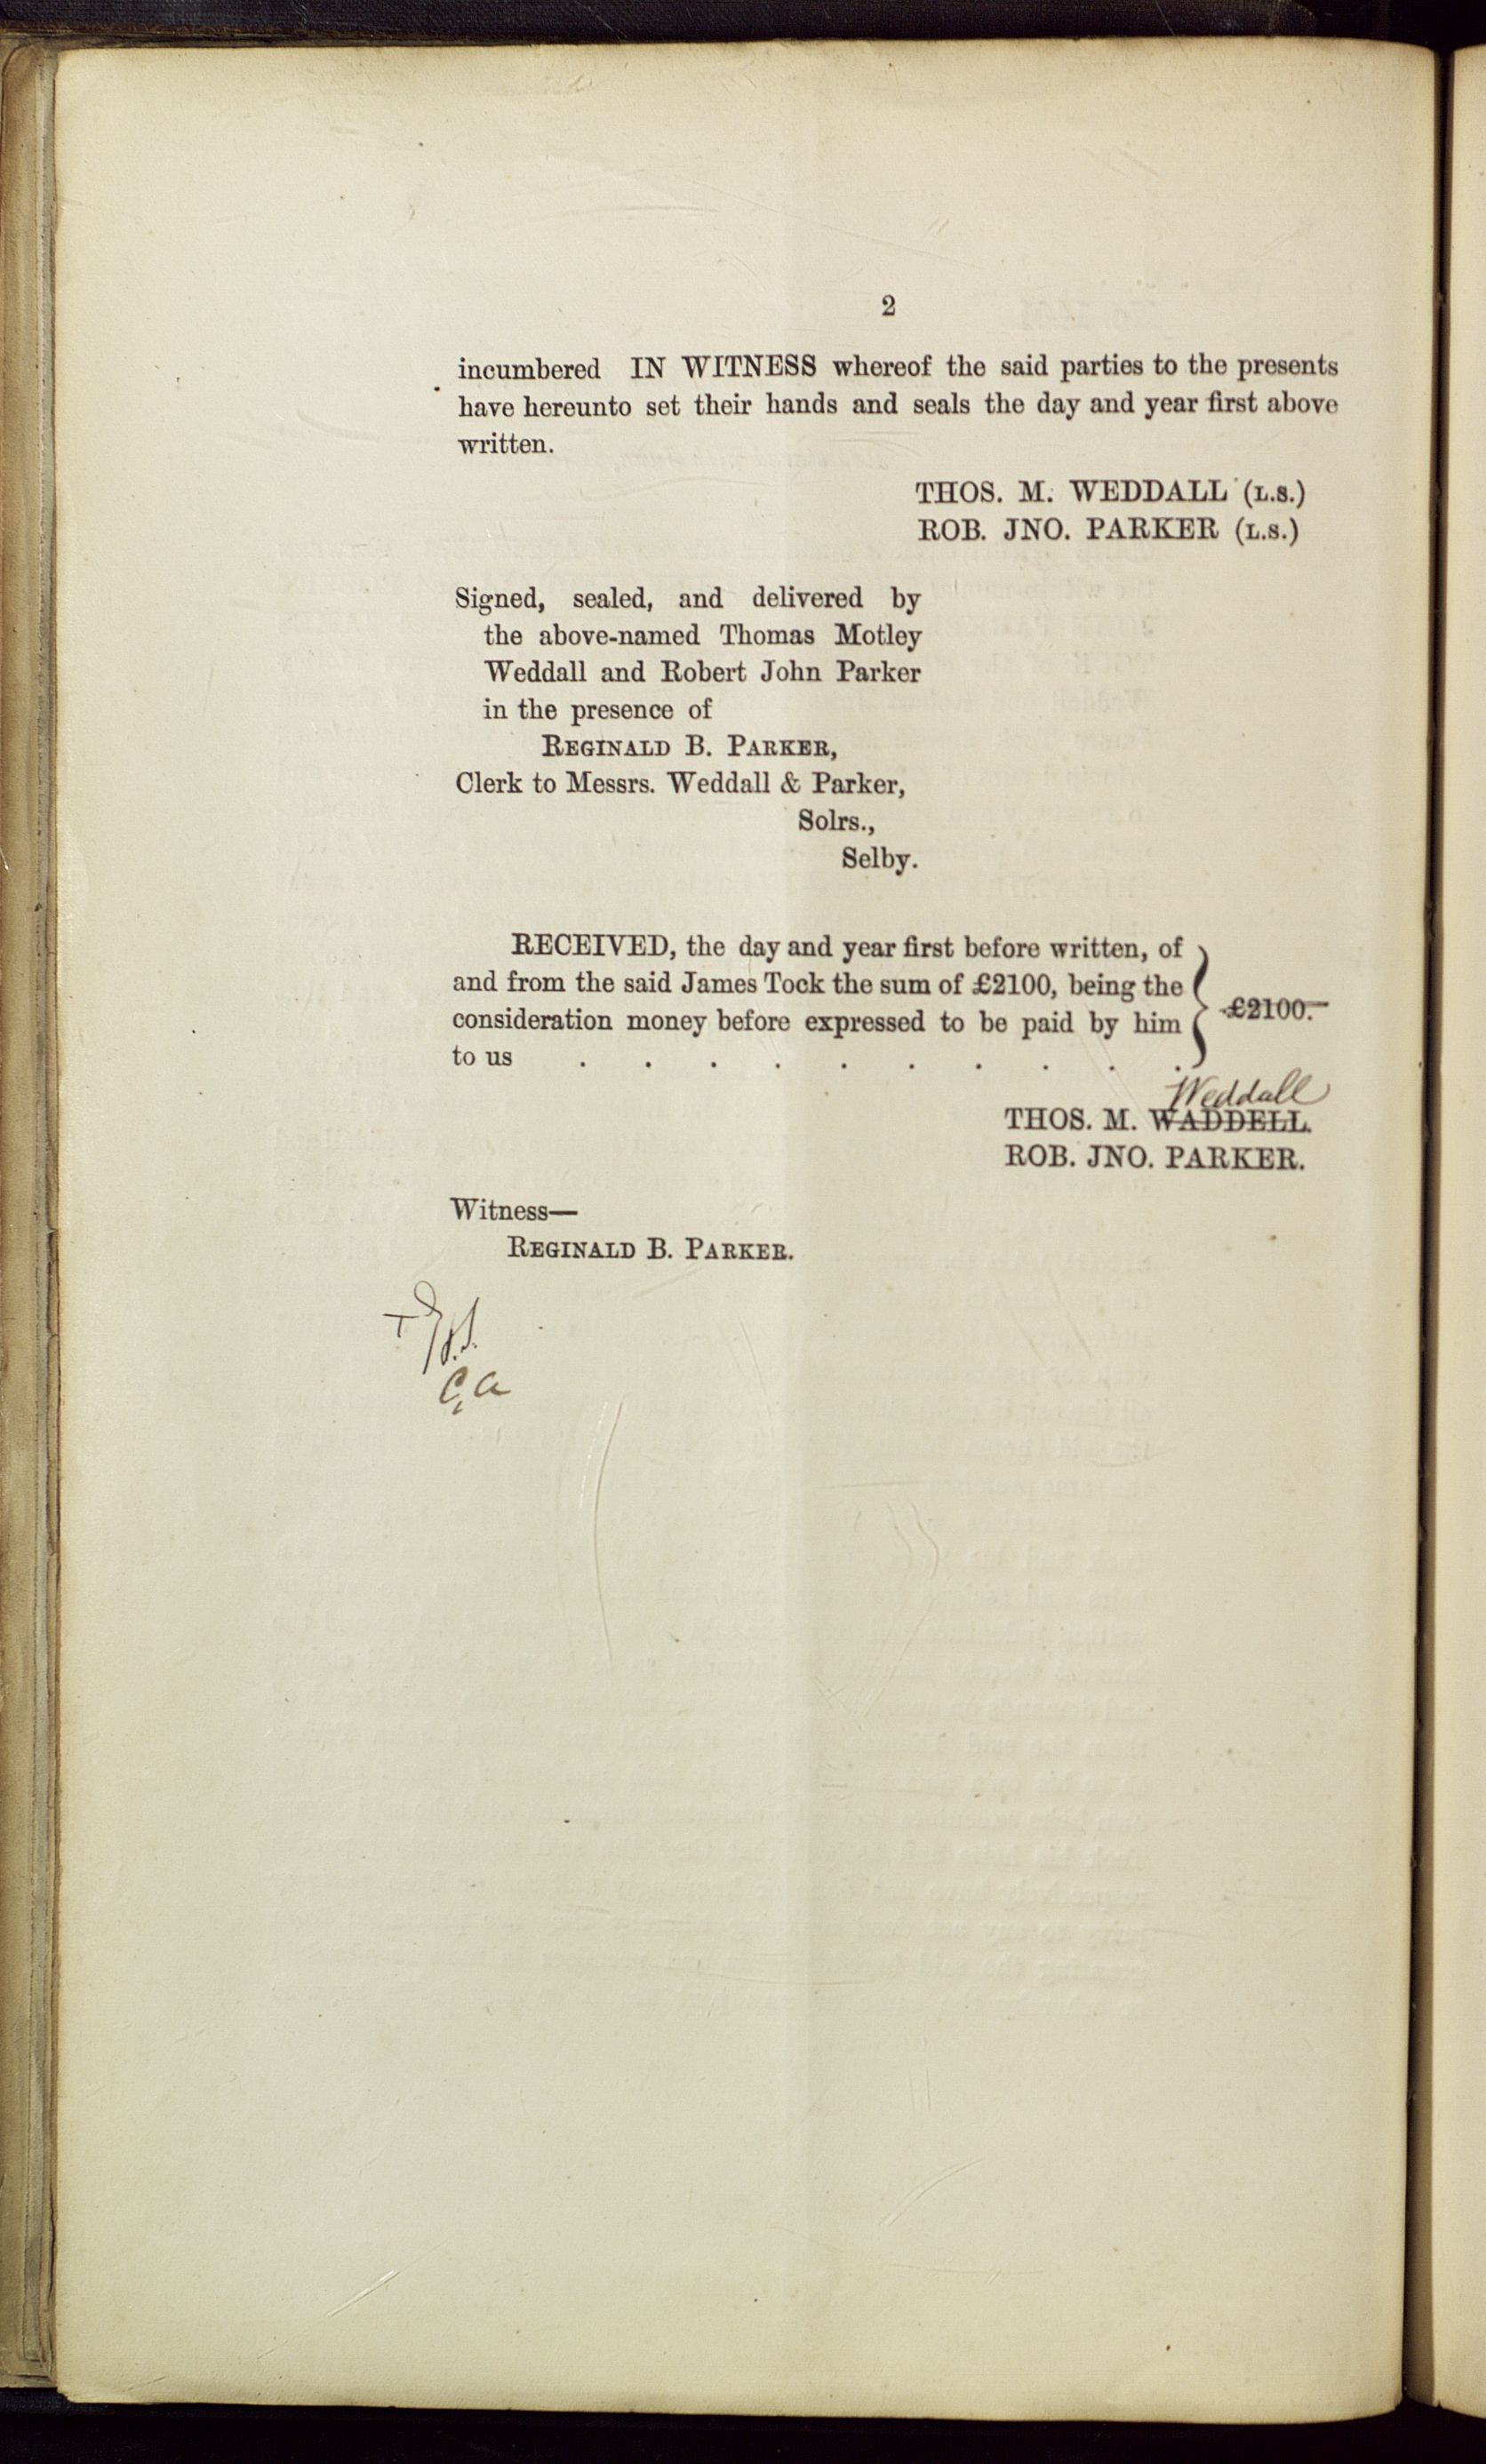 2
incumbered IN WITNESS whereof the said parties to the presents
have hereunto set their hands and seals the day and year first above
written.
THOS. M. WEDDALL (L.S.)
ROB. JNO. PARKER (L.S.)
Signed, sealed, and delivered by
the above-named Thomas Motley
Weddall and Robert John Parker
in the presence of
REGINALD B. PARKER,
Clerk to Messrs. Weddall & Parker,
Solrs.,
Selby.
RECEIVED, the day and year first before written, of
and from the said James Tock the sum of £2100, being the
consideration money before expressed to be paid by him
to us . . . . . . . . . .
£2100.
Weddall
THOS. M. WADDELL.
ROB. JNO. PARKER.
Witness—
REGINALD B. PARKER.
C, a